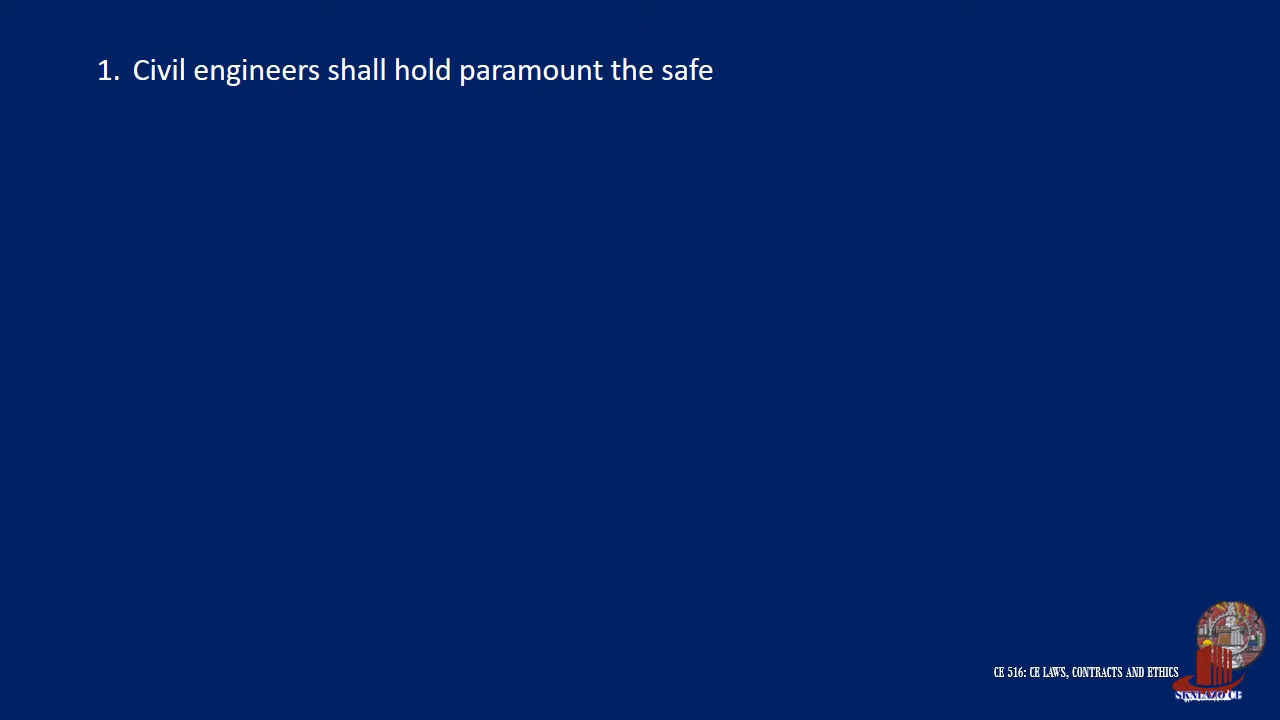 1. Civil engineers shall hold paramount the safe
CE 516: CE LAWS, CONTRACTS AND ETHICS